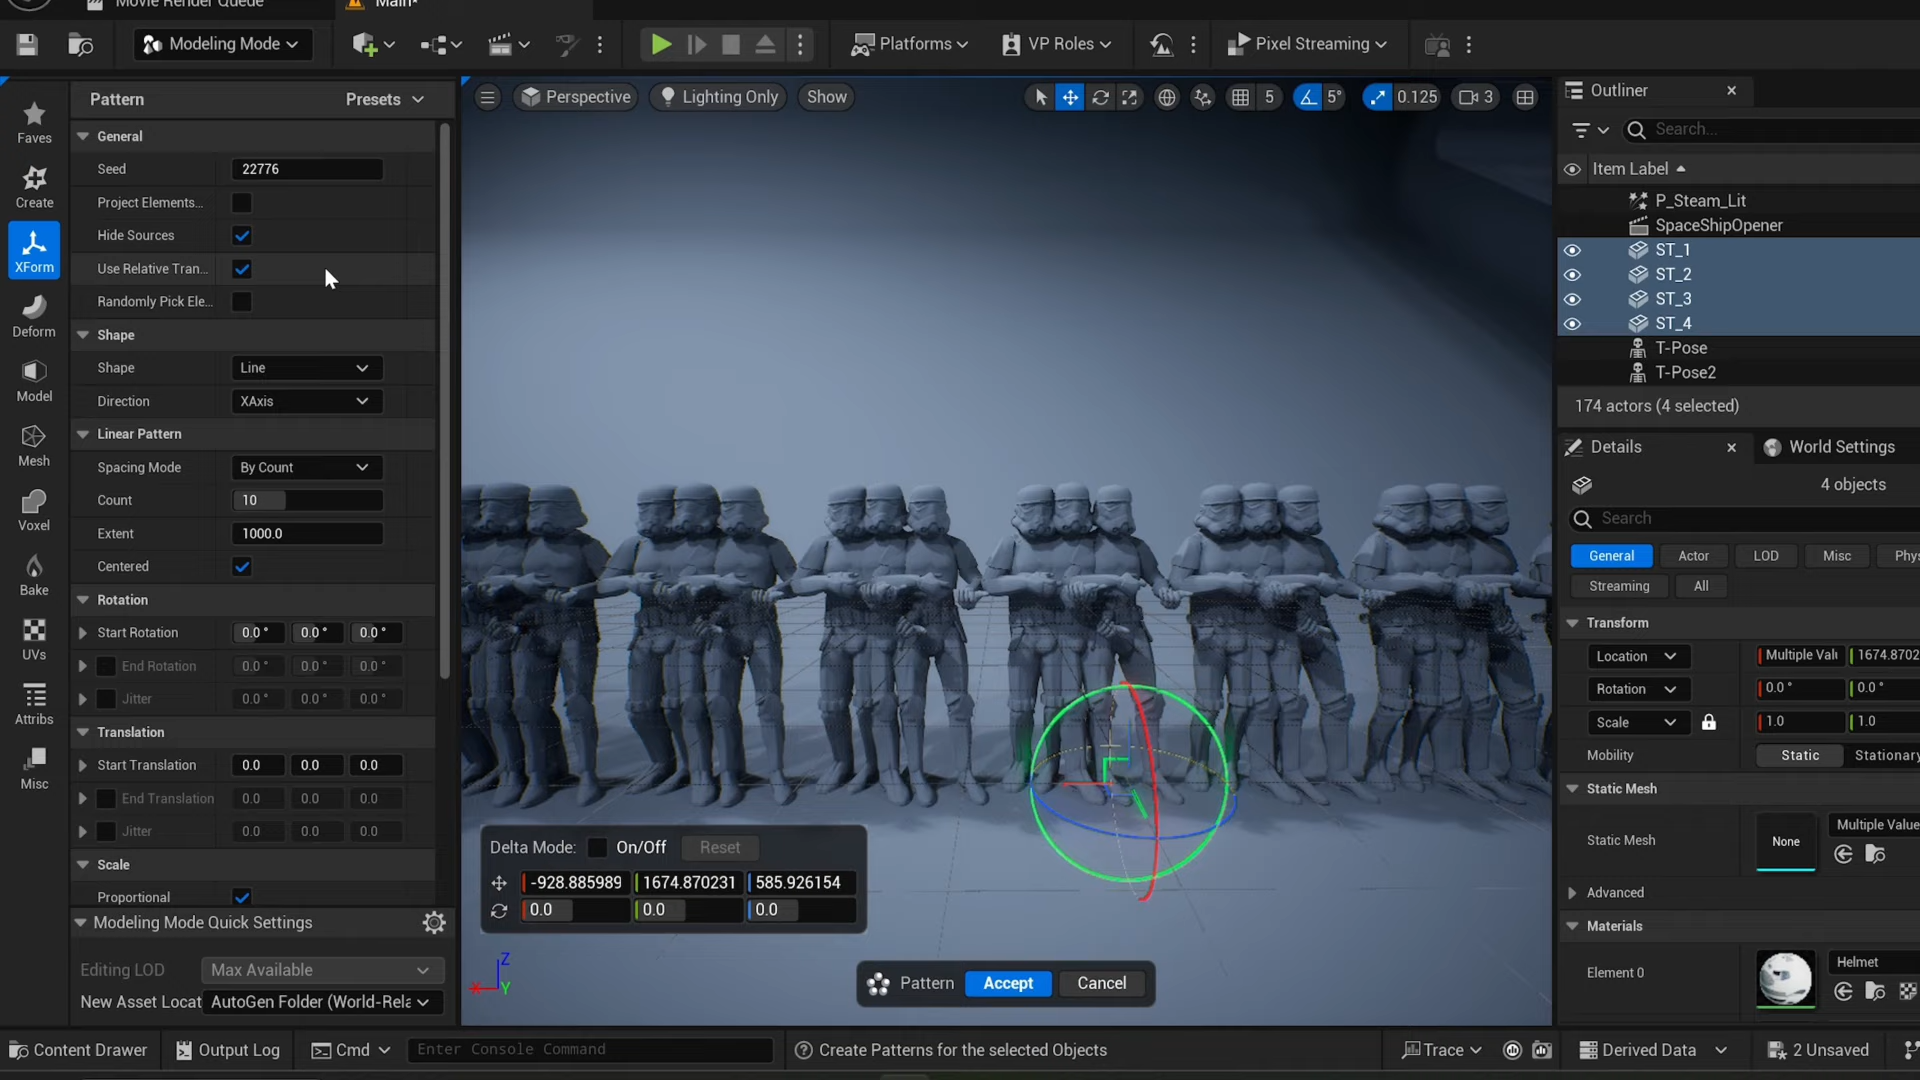 Movie Render Queue
Main*
Modeling Mode
Platforms
VP Roles
Pixel Streaming
Pattern
Presets
Perspective
Lighting Only
Show
5
5°
0.125
3
Outliner
Search...
Item Label
P_Steam_Lit
SpaceShipOpener
ST_1
ST_2
ST_3
ST_4
T-Pose
T-Pose2
174 actors (4 selected)
Faves
Create
XForm
Deform
Model
Mesh
Voxel
Bake
UVs
Attribs
Misc
General
Seed
22776
Project Elements...
Hide Sources
Use Relative Tran...
Randomly Pick Ele...
Shape
Shape
Line
Direction
XAxis
Linear Pattern
Spacing Mode
By Count
Count
10
Extent
1000.0
Centered
Rotation
Start Rotation
0.0 ° 0.0 ° 0.0 °
End Rotation
0.0 ° 0.0 ° 0.0 °
Jitter
0.0 ° 0.0 ° 0.0 °
Translation
Start Translation
0.0 0.0 0.0
End Translation
0.0 0.0 0.0
Jitter
0.0 0.0 0.0
Scale
Proportional
Modeling Mode Quick Settings
Editing LOD
Max Available
New Asset Locat
AutoGen Folder (World-Rela
Delta Mode:
On/Off
Reset
-928.885989 1674.870231 585.926154
0.0 0.0 0.0
Z
X
Y
Pattern
Accept
Cancel
Details
World Settings
4 objects
Search
General
Actor
LOD
Misc
Phys
Streaming
All
Transform
Location
Multiple Valu
1674.8702
Rotation
0.0 °
0.0 °
Scale
1.0
1.0
Mobility
Static
Stationary
Static Mesh
Static Mesh
None
Multiple Value
Advanced
Materials
Element 0
Helmet
Content Drawer
Output Log
Cmd
Enter Console Command
Create Patterns for the selected Objects
Trace
Derived Data
2 Unsaved